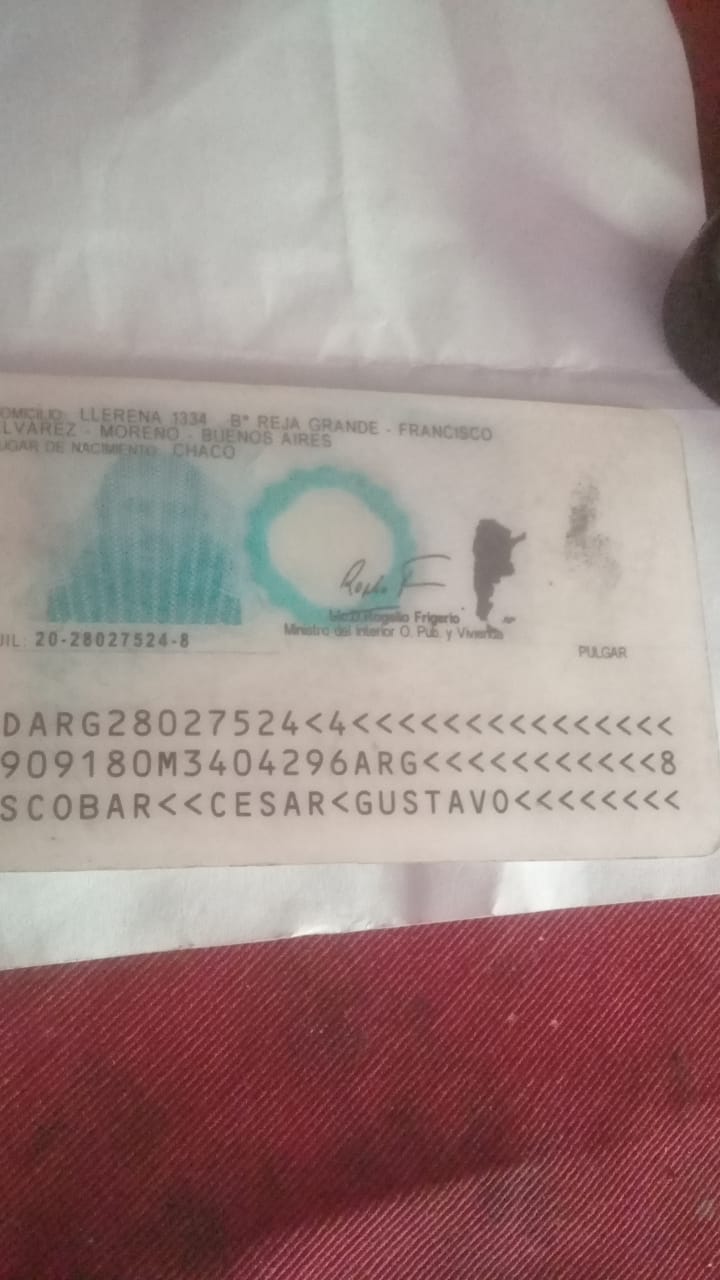 OMICILIO: LLERENA 1334 B° REJA GRANDE - FRANCISCO
LVAREZ - MORENO - BUENOS AIRES
UGAR DE NACIMIENTO: CHACO
Rogelio Frigerio
UIL: 20-28027524-8
Ministro del Interior O. Pub. y Vivienda
PULGAR
DARG28027524<4<<<<<<<<<<<<<<<
909180M3404296ARG<<<<<<<<<<<8
SCOBAR<<CESAR<GUSTAVO<<<<<<<<